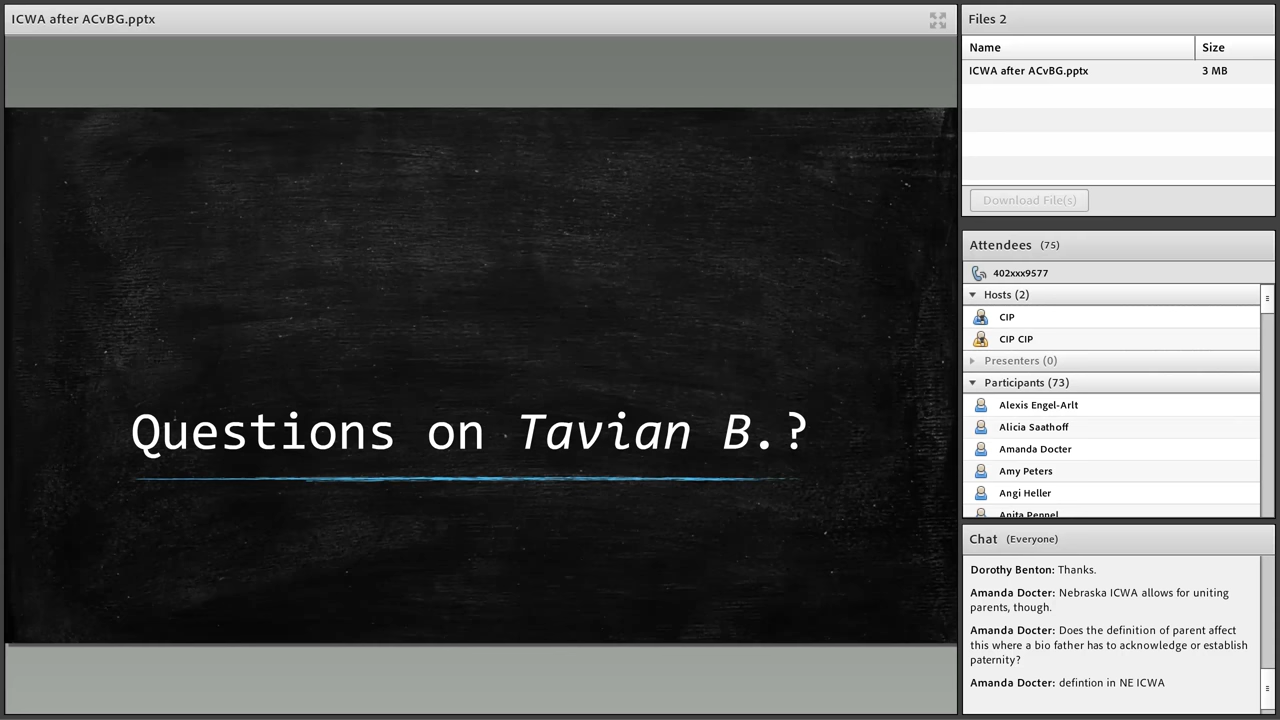 ICWA after ACvBG.pptx
Questions on Tavian B.?
Files 2
Name Size
ICWA after ACvBG.pptx 3 MB
Download File(s)
Attendees (75)
402xxx9577
Hosts (2)
CIP
CIP CIP
Presenters (0)
Participants (73)
Alexis Engel-Arlt
Alicia Saathoff
Amanda Docter
Amy Peters
Angi Heller
Anita Pennel
Chat (Everyone)
Dorothy Benton: Thanks.
Amanda Docter: Nebraska ICWA allows for uniting
parents, though.
Amanda Docter: Does the definition of parent affect
this where a bio father has to acknowledge or establish
paternity?
Amanda Docter: defintion in NE ICWA